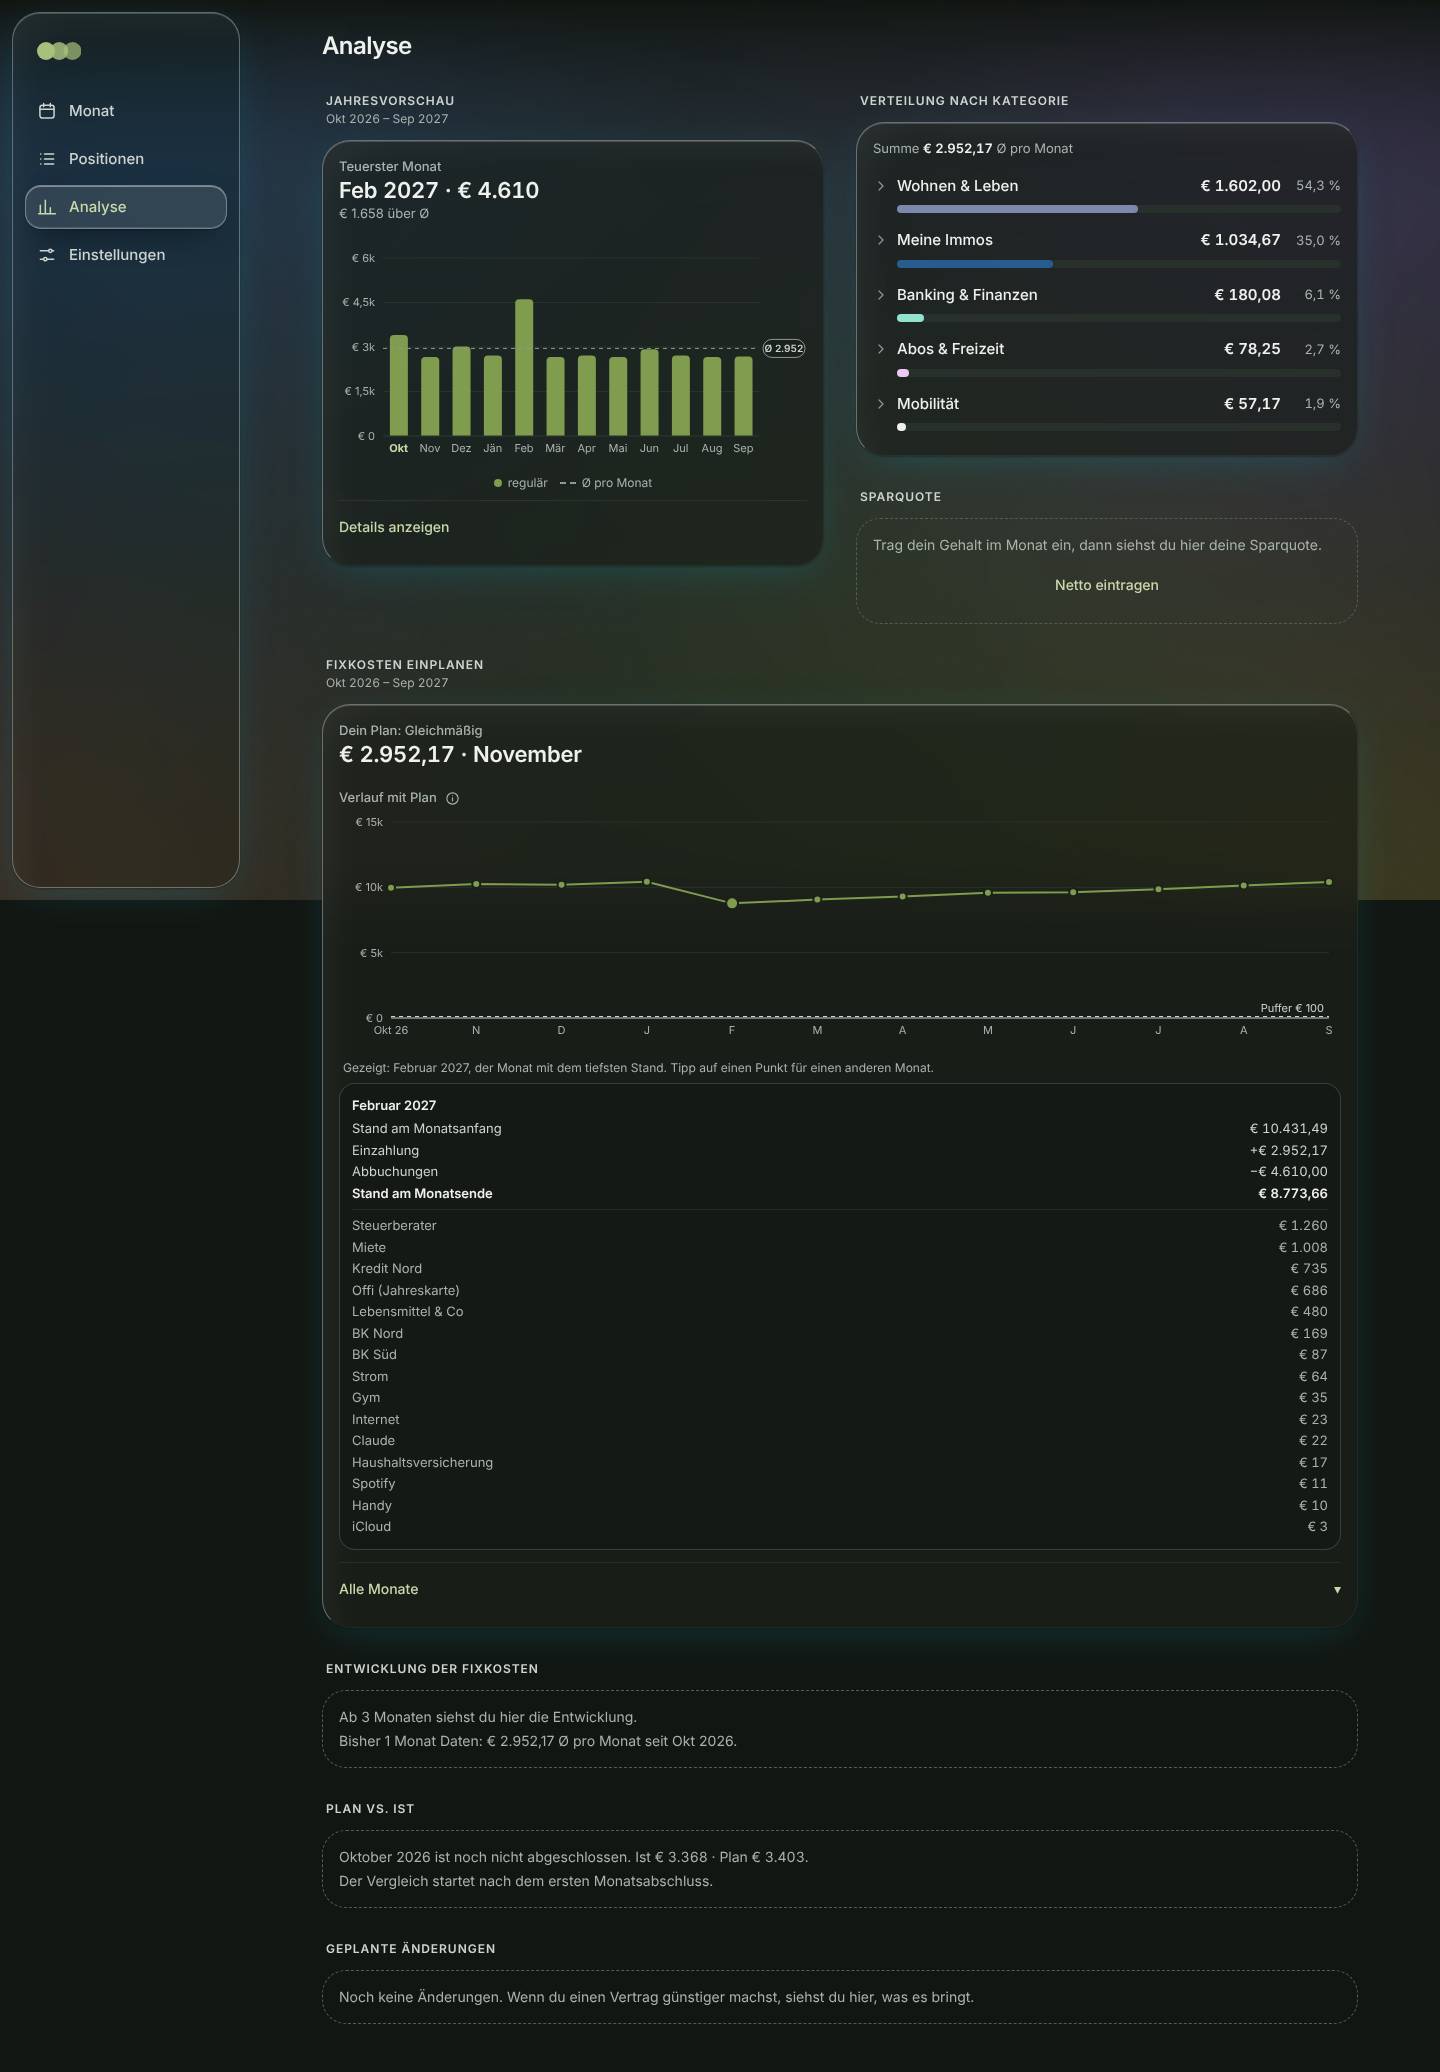 Monat
Positionen
Analyse
Einstellungen
Analyse
JAHRESVORSCHAU
Okt 2026 – Sep 2027
Teuerster Monat
Feb 2027 · € 4.610
€ 1.658 über Ø
€ 6k
€ 4,5k
€ 3k
€ 1,5k
€ 0
Ø 2.952
Okt Nov Dez Jän Feb Mär Apr Mai Jun Jul Aug Sep
regulär Ø pro Monat
Details anzeigen
VERTEILUNG NACH KATEGORIE
Summe € 2.952,17 Ø pro Monat
Wohnen & Leben € 1.602,00 54,3 %
Meine Immos € 1.034,67 35,0 %
Banking & Finanzen € 180,08 6,1 %
Abos & Freizeit € 78,25 2,7 %
Mobilität € 57,17 1,9 %
SPARQUOTE
Trag dein Gehalt im Monat ein, dann siehst du hier deine Sparquote.
Netto eintragen
FIXKOSTEN EINPLANEN
Okt 2026 – Sep 2027
Dein Plan: Gleichmäßig
€ 2.952,17 · November
Verlauf mit Plan
€ 15k
€ 10k
€ 5k
€ 0
Puffer € 100
Okt 26 N D J F M A M J J A S
Gezeigt: Februar 2027, der Monat mit dem tiefsten Stand. Tipp auf einen Punkt für einen anderen Monat.
Februar 2027
Stand am Monatsanfang € 10.431,49
Einzahlung +€ 2.952,17
Abbuchungen −€ 4.610,00
Stand am Monatsende € 8.773,66
Steuerberater € 1.260
Miete € 1.008
Kredit Nord € 735
Offi (Jahreskarte) € 686
Lebensmittel & Co € 480
BK Nord € 169
BK Süd € 87
Strom € 64
Gym € 35
Internet € 23
Claude € 22
Haushaltsversicherung € 17
Spotify € 11
Handy € 10
iCloud € 3
Alle Monate
ENTWICKLUNG DER FIXKOSTEN
Ab 3 Monaten siehst du hier die Entwicklung.
Bisher 1 Monat Daten: € 2.952,17 Ø pro Monat seit Okt 2026.
PLAN VS. IST
Oktober 2026 ist noch nicht abgeschlossen. Ist € 3.368 · Plan € 3.403.
Der Vergleich startet nach dem ersten Monatsabschluss.
GEPLANTE ÄNDERUNGEN
Noch keine Änderungen. Wenn du einen Vertrag günstiger machst, siehst du hier, was es bringt.